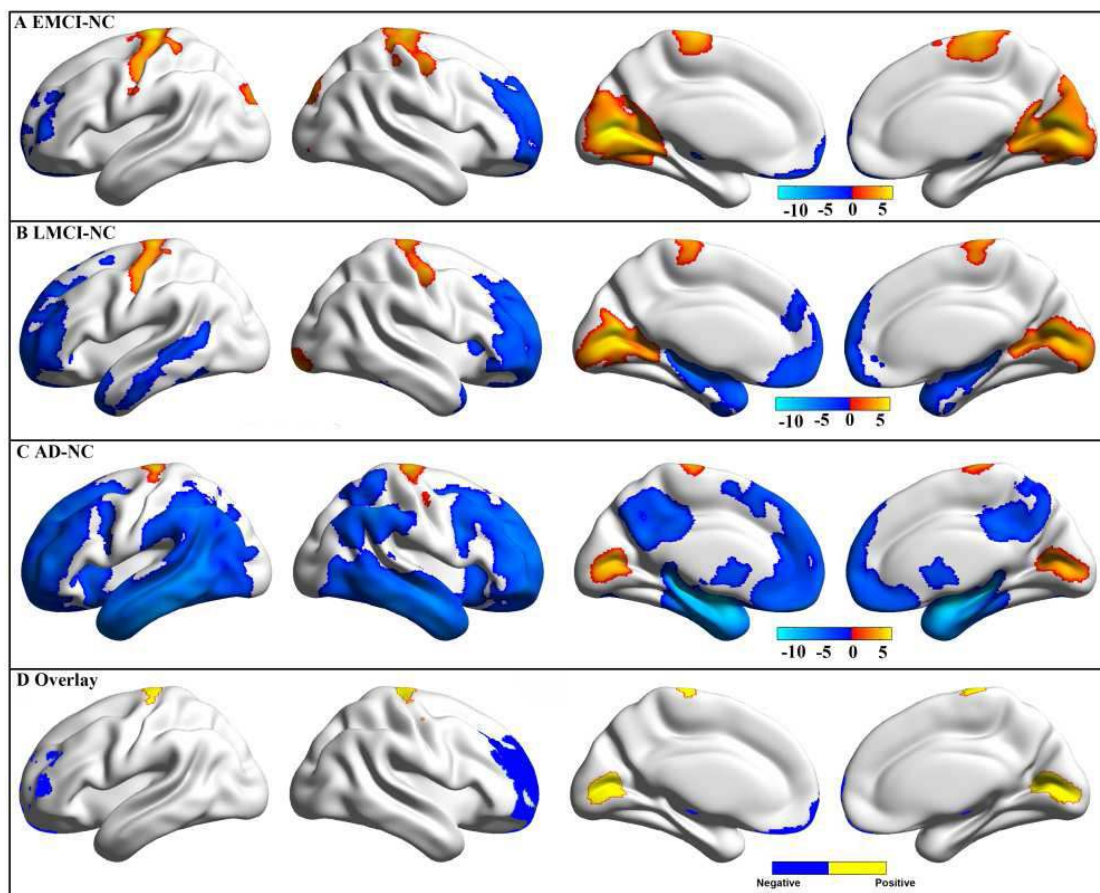 A EMCI-NC
-10 -5 0 5
B LMCI-NC
-10 -5 0 5
C AD-NC
-10 -5 0 5
D Overlay
Negative Positive